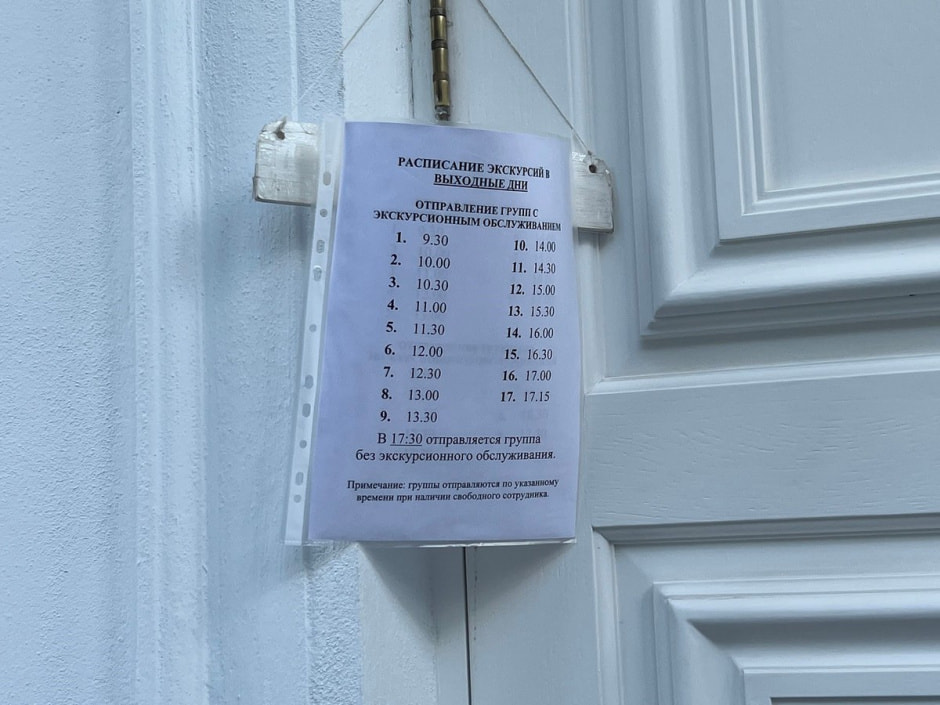 РАСПИСАНИЕ ЭКСКУРСИЙ В
ВЫХОДНЫЕ ДНИ
ОТПРАВЛЕНИЕ ГРУПП С
ЭКСКУРСИОННЫМ ОБСЛУЖИВАНИЕМ
1. 9.30
2. 10.00
3. 10.30
4. 11.00
5. 11.30
6. 12.00
7. 12.30
8. 13.00
9. 13.30
10. 14.00
11. 14.30
12. 15.00
13. 15.30
14. 16.00
15. 16.30
16. 17.00
17. 17.15
В 17:30 отправляется группа
без экскурсионного обслуживания.
Примечание: группы отправляются по указанному
времени при наличии свободного сотрудника.